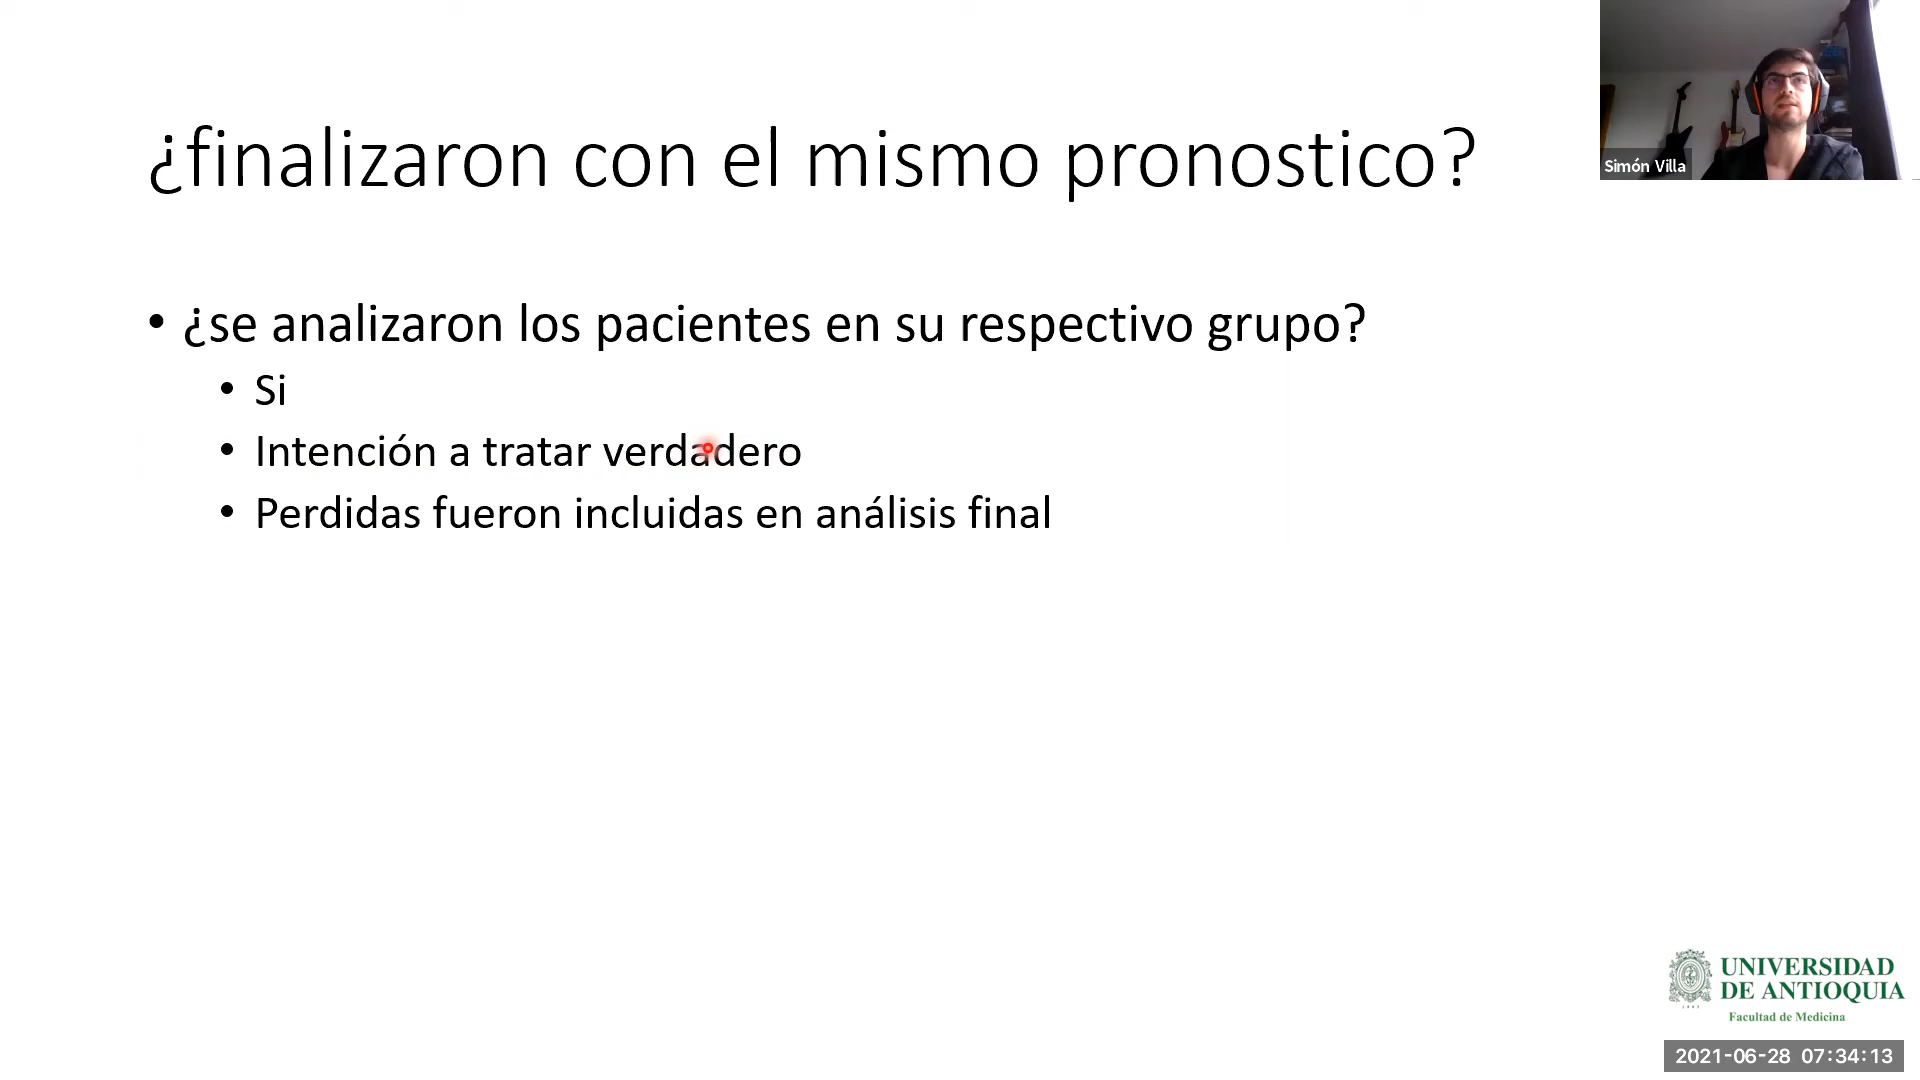 ¿finalizaron con el mismo pronostico?
Simón Villa
• ¿se analizaron los pacientes en su respectivo grupo?
• Si
• Intención a tratar verdadero
• Perdidas fueron incluidas en análisis final
UNIVERSIDAD
DE ANTIOQUIA
Facultad de Medicina
2021-06-28 07:34:13